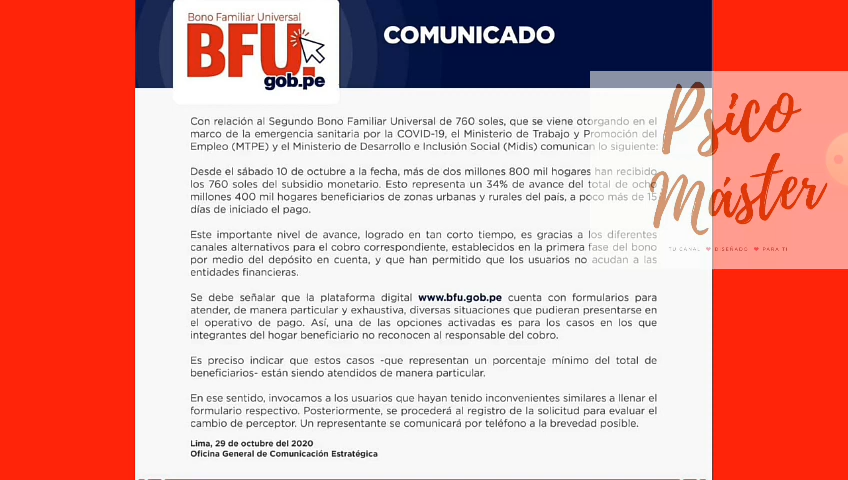 Bono Familiar Universal
BFU.
gob.pe
COMUNICADO
Con relación al Segundo Bono Familiar Universal de 760 soles, que se viene otorgando en el
marco de la emergencia sanitaria por la COVID-19, el Ministerio de Trabajo y Promoción del
Empleo (MTPE) y el Ministerio de Desarrollo e Inclusión Social (Midis) comunican lo siguiente:
Desde el sábado 10 de octubre a la fecha, más de dos millones 800 mil hogares han recibido
los 760 soles del subsidio monetario. Esto representa un 34% de avance del total de ocho
millones 400 mil hogares beneficiarios de zonas urbanas y rurales del país, a poco más de 15
días de iniciado el pago.
Este importante nivel de avance, logrado en tan corto tiempo, es gracias a los diferentes
canales alternativos para el cobro correspondiente, establecidos en la primera fase del bono
por medio del depósito en cuenta, y que han permitido que los usuarios no acudan a las
entidades financieras.
Se debe señalar que la plataforma digital www.bfu.gob.pe cuenta con formularios para
atender, de manera particular y exhaustiva, diversas situaciones que pudieran presentarse en
el operativo de pago. Así, una de las opciones activadas es para los casos en los que
integrantes del hogar beneficiario no reconocen al responsable del cobro.
Es preciso indicar que estos casos -que representan un porcentaje mínimo del total de
beneficiarios- están siendo atendidos de manera particular.
En ese sentido, invocamos a los usuarios que hayan tenido inconvenientes similares a llenar el
formulario respectivo. Posteriormente, se procederá al registro de la solicitud para evaluar el
cambio de perceptor. Un representante se comunicará por teléfono a la brevedad posible.
Lima, 29 de octubre del 2020
Oficina General de Comunicación Estratégica
Psico
Máster
TU CANAL ♥ DISEÑADO ♥ PARA TI